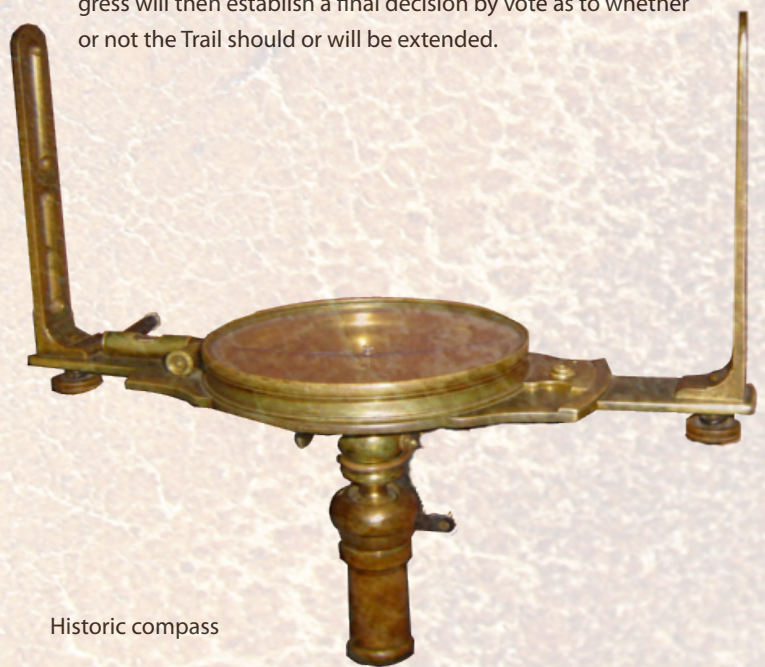 gress will then establish a final decision by vote as to whether
or not the Trail should or will be extended.
Historic compass